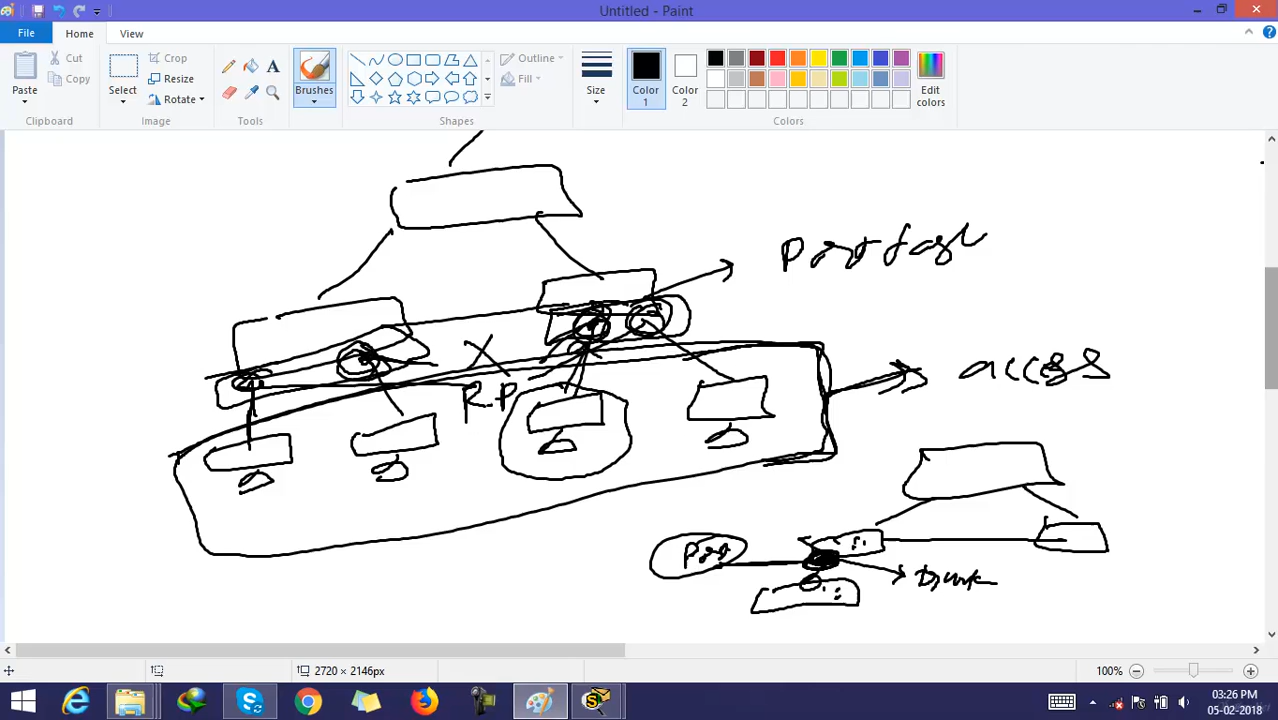 Untitled - Paint
File
Home
View
Paste
Cut
Copy
Clipboard
Select
Crop
Resize
Rotate
Image
Tools
Brushes
Outline
Fill
Shapes
Size
Color
1
Color
2
Edit
colors
Colors
Portfast
X
RP
access
Port
trunk
2720 × 2146px
100%
03:26 PM
05-02-2018